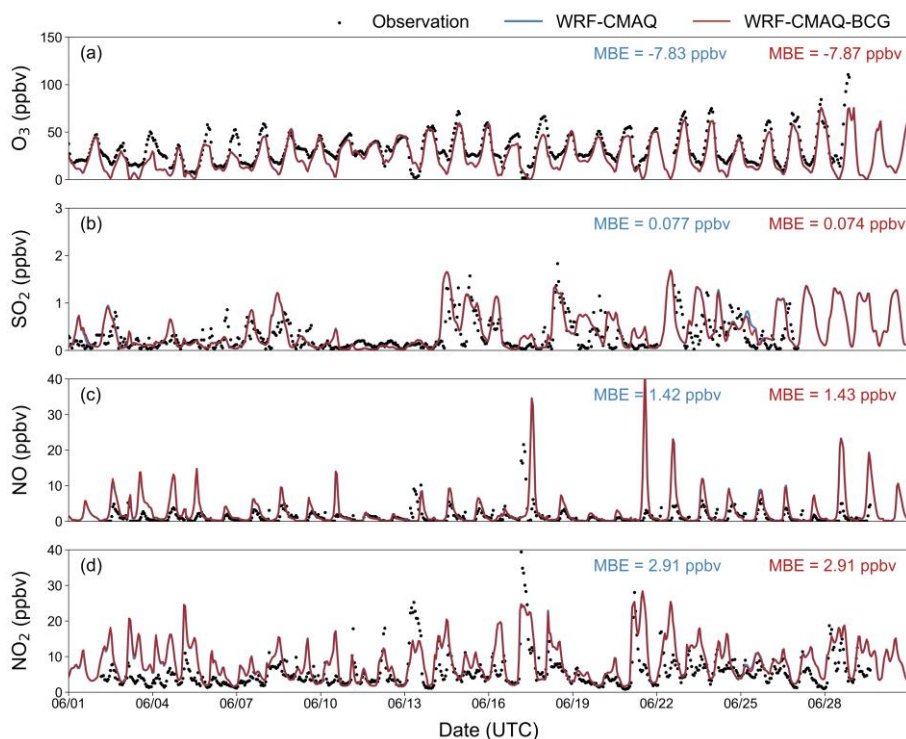 Observation WRF-CMAQ WRF-CMAQ-BCG
(a) MBE = -7.83 ppbv MBE = -7.87 ppbv
O₃ (ppbv)
150
100
50
0
(b) MBE = 0.077 ppbv MBE = 0.074 ppbv
SO₂ (ppbv)
3
2
1
0
(c) MBE = 1.42 ppbv MBE = 1.43 ppbv
NO (ppbv)
40
30
20
10
0
(d) MBE = 2.91 ppbv MBE = 2.91 ppbv
NO₂ (ppbv)
40
30
20
10
0
06/01 06/04 06/07 06/10 06/13 06/16 06/19 06/22 06/25 06/28
Date (UTC)